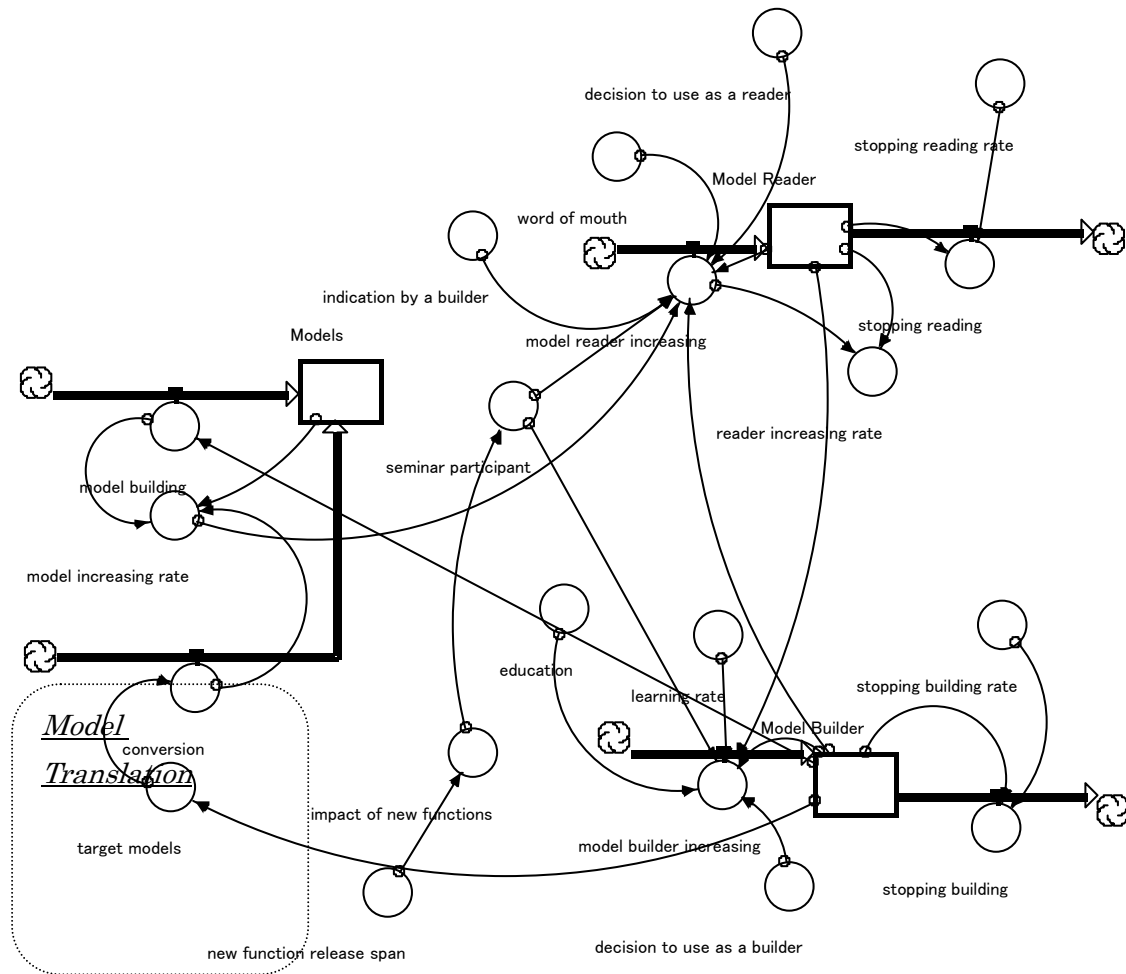 decision to use as a reader
stopping reading rate
Model Reader
word of mouth
indication by a builder
Models
model reader increasing
stopping reading
reader increasing rate
seminar participant
model building
model increasing rate
education
learning rate
stopping building rate
Model
Translation
conversion
Model Builder
impact of new functions
target models
model builder increasing
stopping building
new function release span
decision to use as a builder